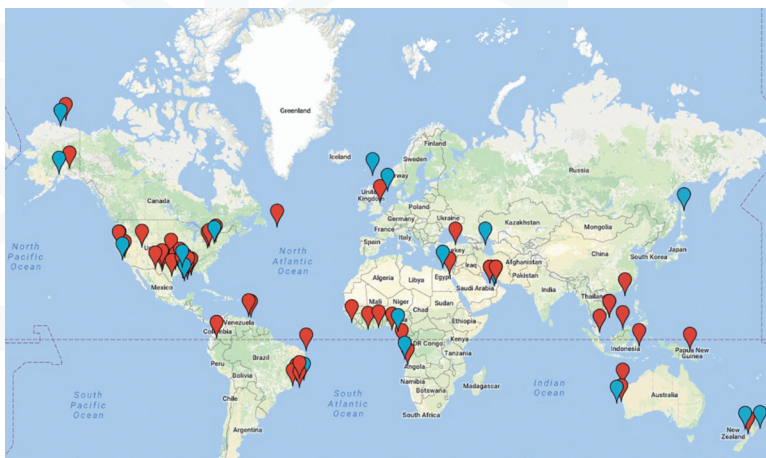 Greenland
Iceland
Finland
Sweden
way
Russia
Canada
United
Kingdom
Poland
Germany
Ukraine
Kazakhstan
Mongolia
France
Italy
Spain
North
Pacific
Ocean
North
Atlantic
Ocean
U
key
Iraq
Afghanistan
Pakistan
China
South Korea
Japan
Algeria
Libya
Egypt
Saudi Arabia
India
Mexico
Mali
Niger
Chad
Sudan
Thailand
Ethiopia
Venezuela
Colombia
DR Congo
Kenya
Tanzania
Indonesia
Papua New
Guinea
Peru
Brazil
Bolivia
Angola
Namibia
Botswana
Madagascar
Chile
South
Pacific
Ocean
South
Atlantic
Ocean
Indian
Ocean
Australia
South Africa
Argentina
New
Zealand